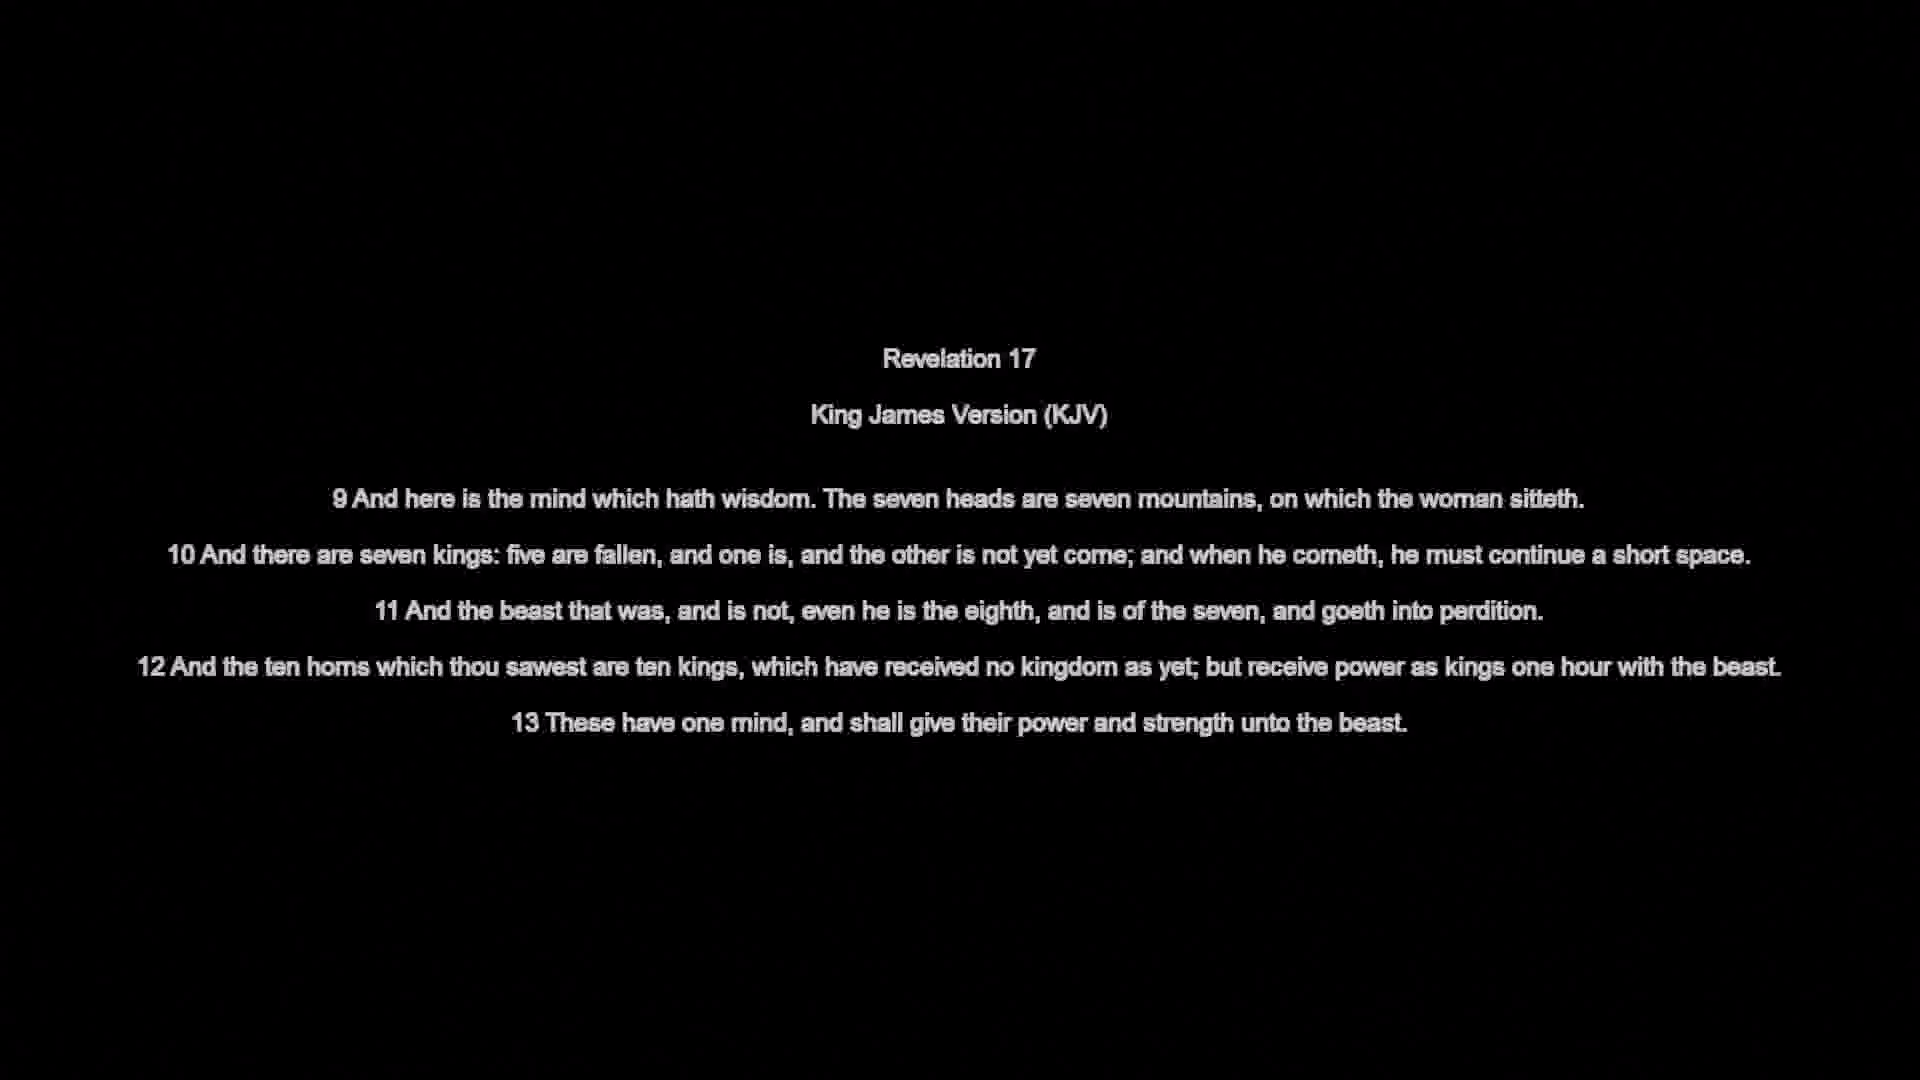 Revelation 17
King James Version (KJV)
9 And here is the mind which hath wisdom. The seven heads are seven mountains, on which the woman sitteth.
10 And there are seven kings: five are fallen, and one is, and the other is not yet come; and when he cometh, he must continue a short space.
11 And the beast that was, and is not, even he is the eighth, and is of the seven, and goeth into perdition.
12 And the ten horns which thou sawest are ten kings, which have received no kingdom as yet; but receive power as kings one hour with the beast.
13 These have one mind, and shall give their power and strength unto the beast.